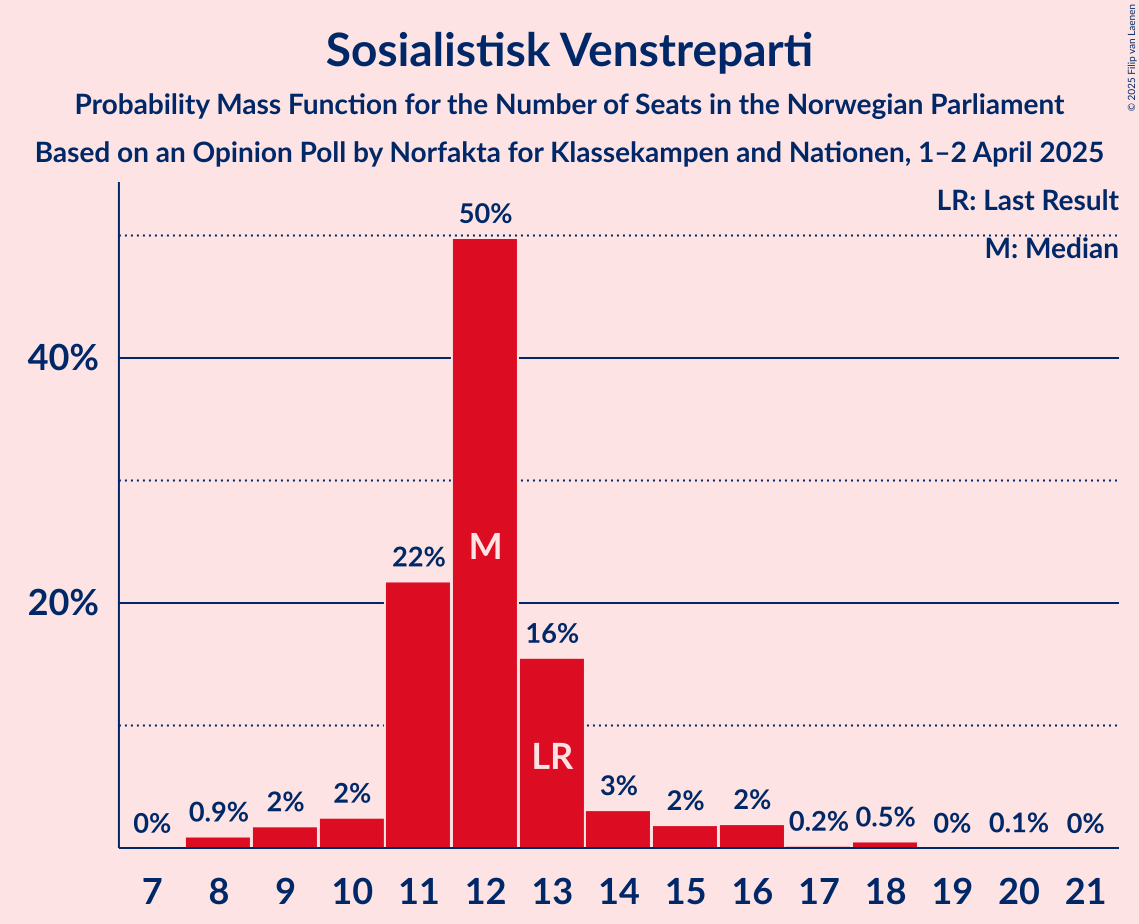 Sosialistisk Venstreparti
Probability Mass Function for the Number of Seats in the Norwegian Parliament
Based on an Opinion Poll by Norfakta for Klassekampen and Nationen, 1–2 April 2025
© 2025 Filip van Laenen
LR: Last Result
M: Median
40%
20%
0%
0.9%
2%
2%
22%
50%
16%
3%
2%
2%
0.2%
0.5%
0%
0.1%
0%
M
LR
7 8 9 10 11 12 13 14 15 16 17 18 19 20 21